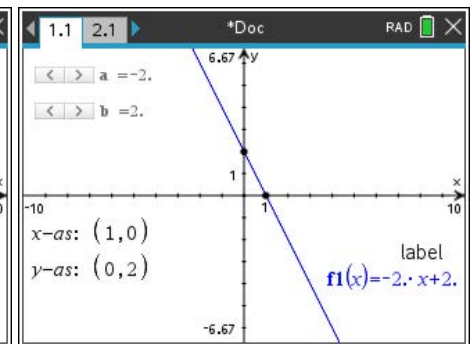 1.1 2.1 *Doc RAD
6.67 y
< > a =-2.
< > b =2.
1
x
-10 1 10
x-as: (1,0)
y-as: (0,2)
label
f1(x)=-2.·x+2.
-6.67